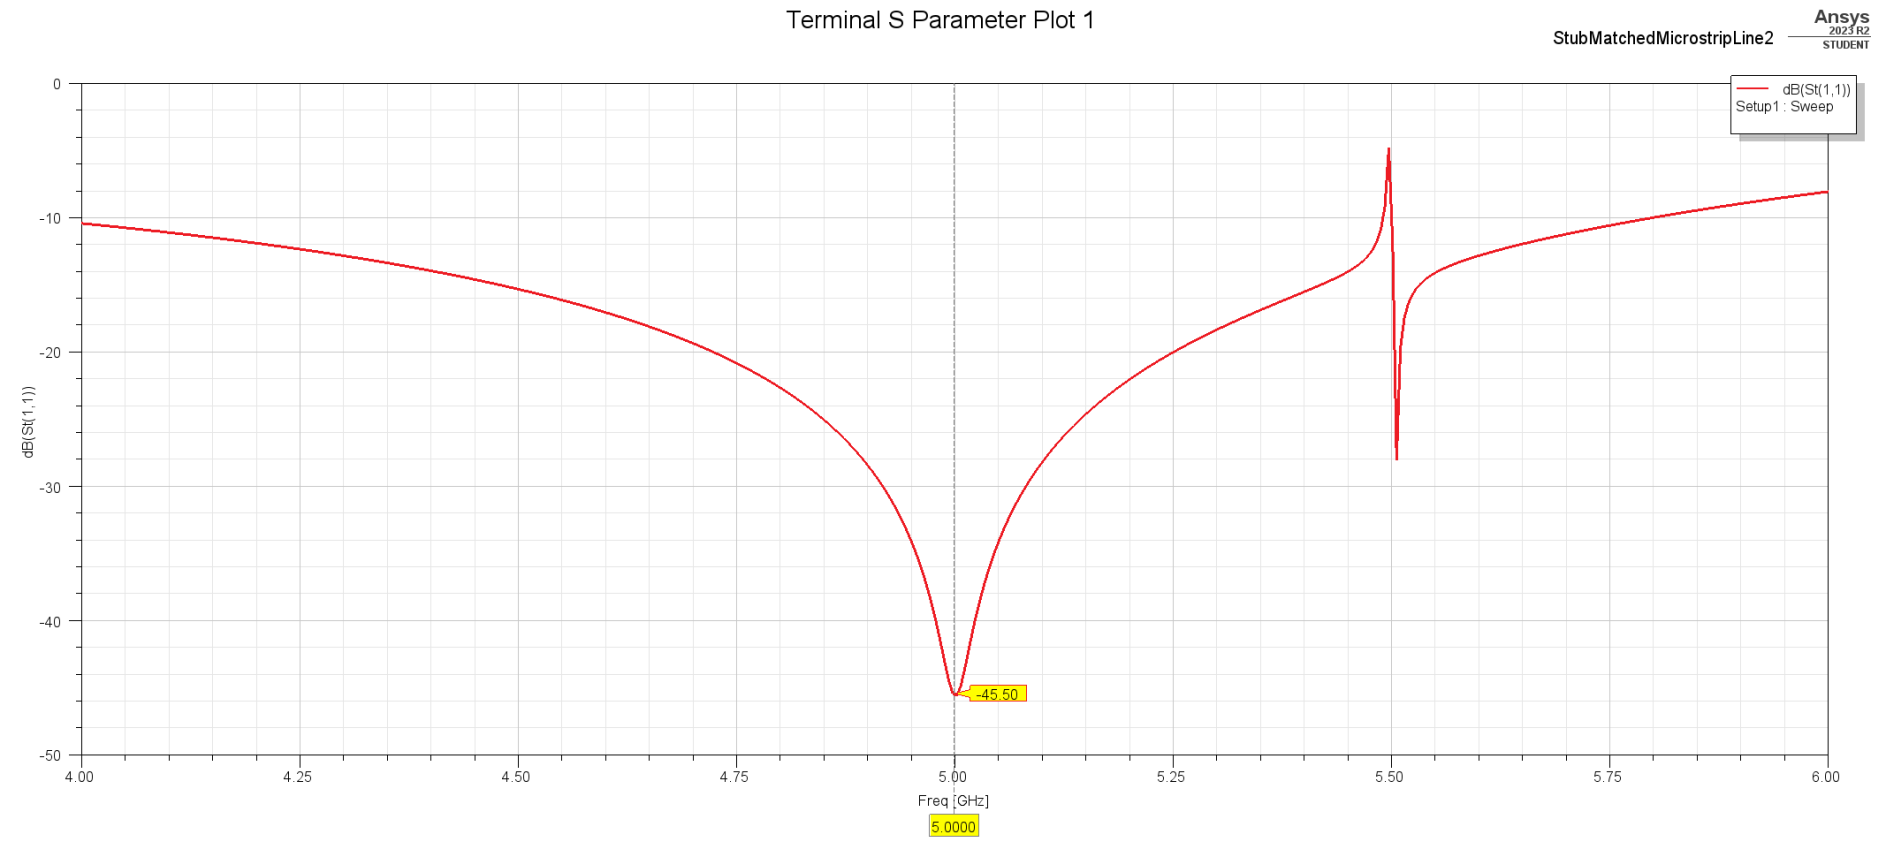 Terminal S Parameter Plot 1
Ansys
2023 R2
STUDENT
StubMatchedMicrostripLine2
dB(St(1,1))
Setup1 : Sweep
0
-10
-20
-30
-40
-50
dB(St(1,1))
-45.50
4.00 4.25 4.50 4.75 5.00 5.25 5.50 5.75 6.00
Freq [GHz]
5.0000